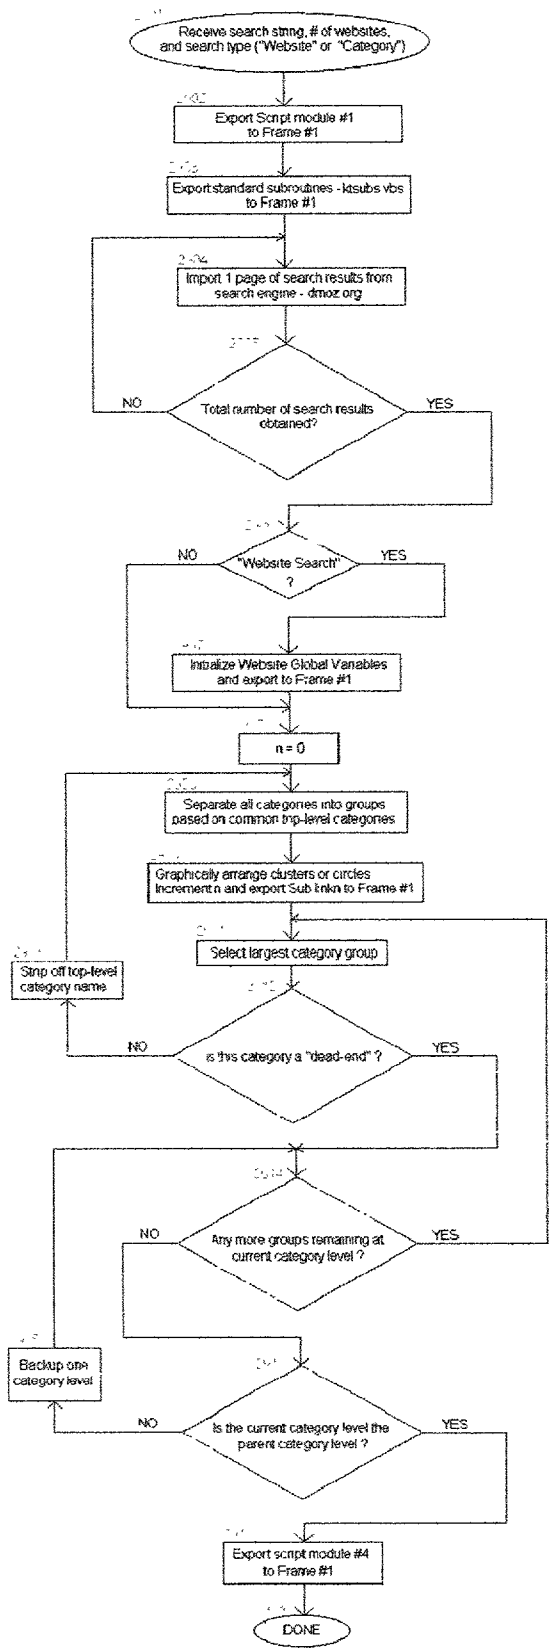 Receive search string, # of websites,
and search type ("Website" or "Category")
Export Script module #1
to Frame #1
Export standard subroutines - ktsubs vbs
to Frame #1
Import 1 page of search results from
search engine - dmoz org
Total number of search results
obtained?
NO
YES
"Website Search"
?
NO
YES
Initialize Website Global Variables
and export to Frame #1
n = 0
Separate all categories into groups
based on common top-level categories
Graphically arrange clusters or circles
Increment n and export Sub linkn to Frame #1
Select largest category group
Strip off top-level
category name
Is this category a "dead-end" ?
NO
YES
Any more groups remaining at
current category level ?
NO
YES
Backup one
category level
Is the current category level the
parent category level ?
NO
YES
Export script module #4
to Frame #1
DONE